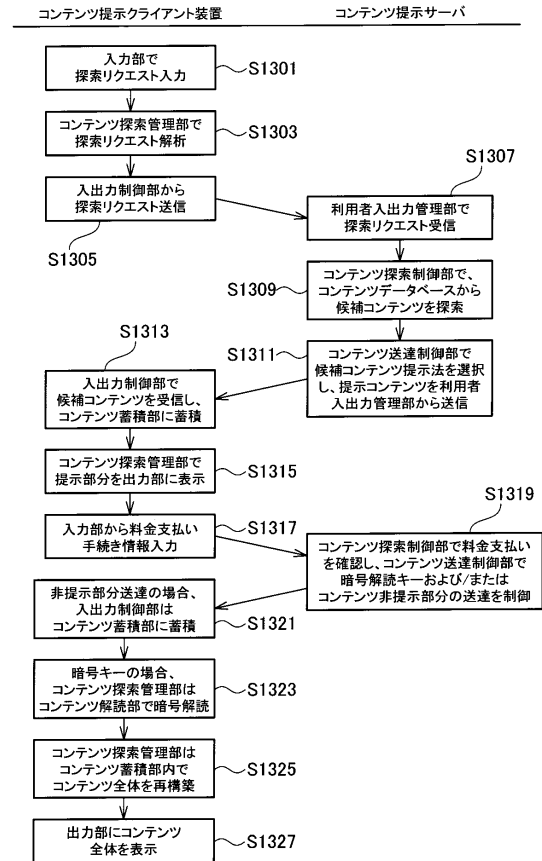 コンテンツ提示クライアント装置
コンテンツ提示サーバ
入力部で
探索リクエスト入力
S1301
コンテンツ探索管理部で
探索リクエスト解析
S1303
入出力制御部から
探索リクエスト送信
S1305
S1307
利用者入出力管理部で
探索リクエスト受信
S1309
コンテンツ探索制御部で、
コンテンツデータベースから
候補コンテンツを探索
S1311
コンテンツ送達制御部で
候補コンテンツ提示法を選択
し、提示コンテンツを利用者
入出力管理部から送信
S1313
入出力制御部で
候補コンテンツを受信し、
コンテンツ蓄積部に蓄積
コンテンツ探索管理部で
提示部分を出力部に表示
S1315
入力部から料金支払い
手続き情報入力
S1317
S1319
コンテンツ探索制御部で料金支払い
を確認し、コンテンツ送達制御部で
暗号解読キーおよび/または
コンテンツ非提示部分の送達を制御
非提示部分送達の場合、
入出力制御部は
コンテンツ蓄積部に蓄積
S1321
暗号キーの場合、
コンテンツ探索管理部は
コンテンツ解読部で暗号解読
S1323
コンテンツ探索管理部は
コンテンツ蓄積部内で
コンテンツ全体を再構築
S1325
出力部にコンテンツ
全体を表示
S1327